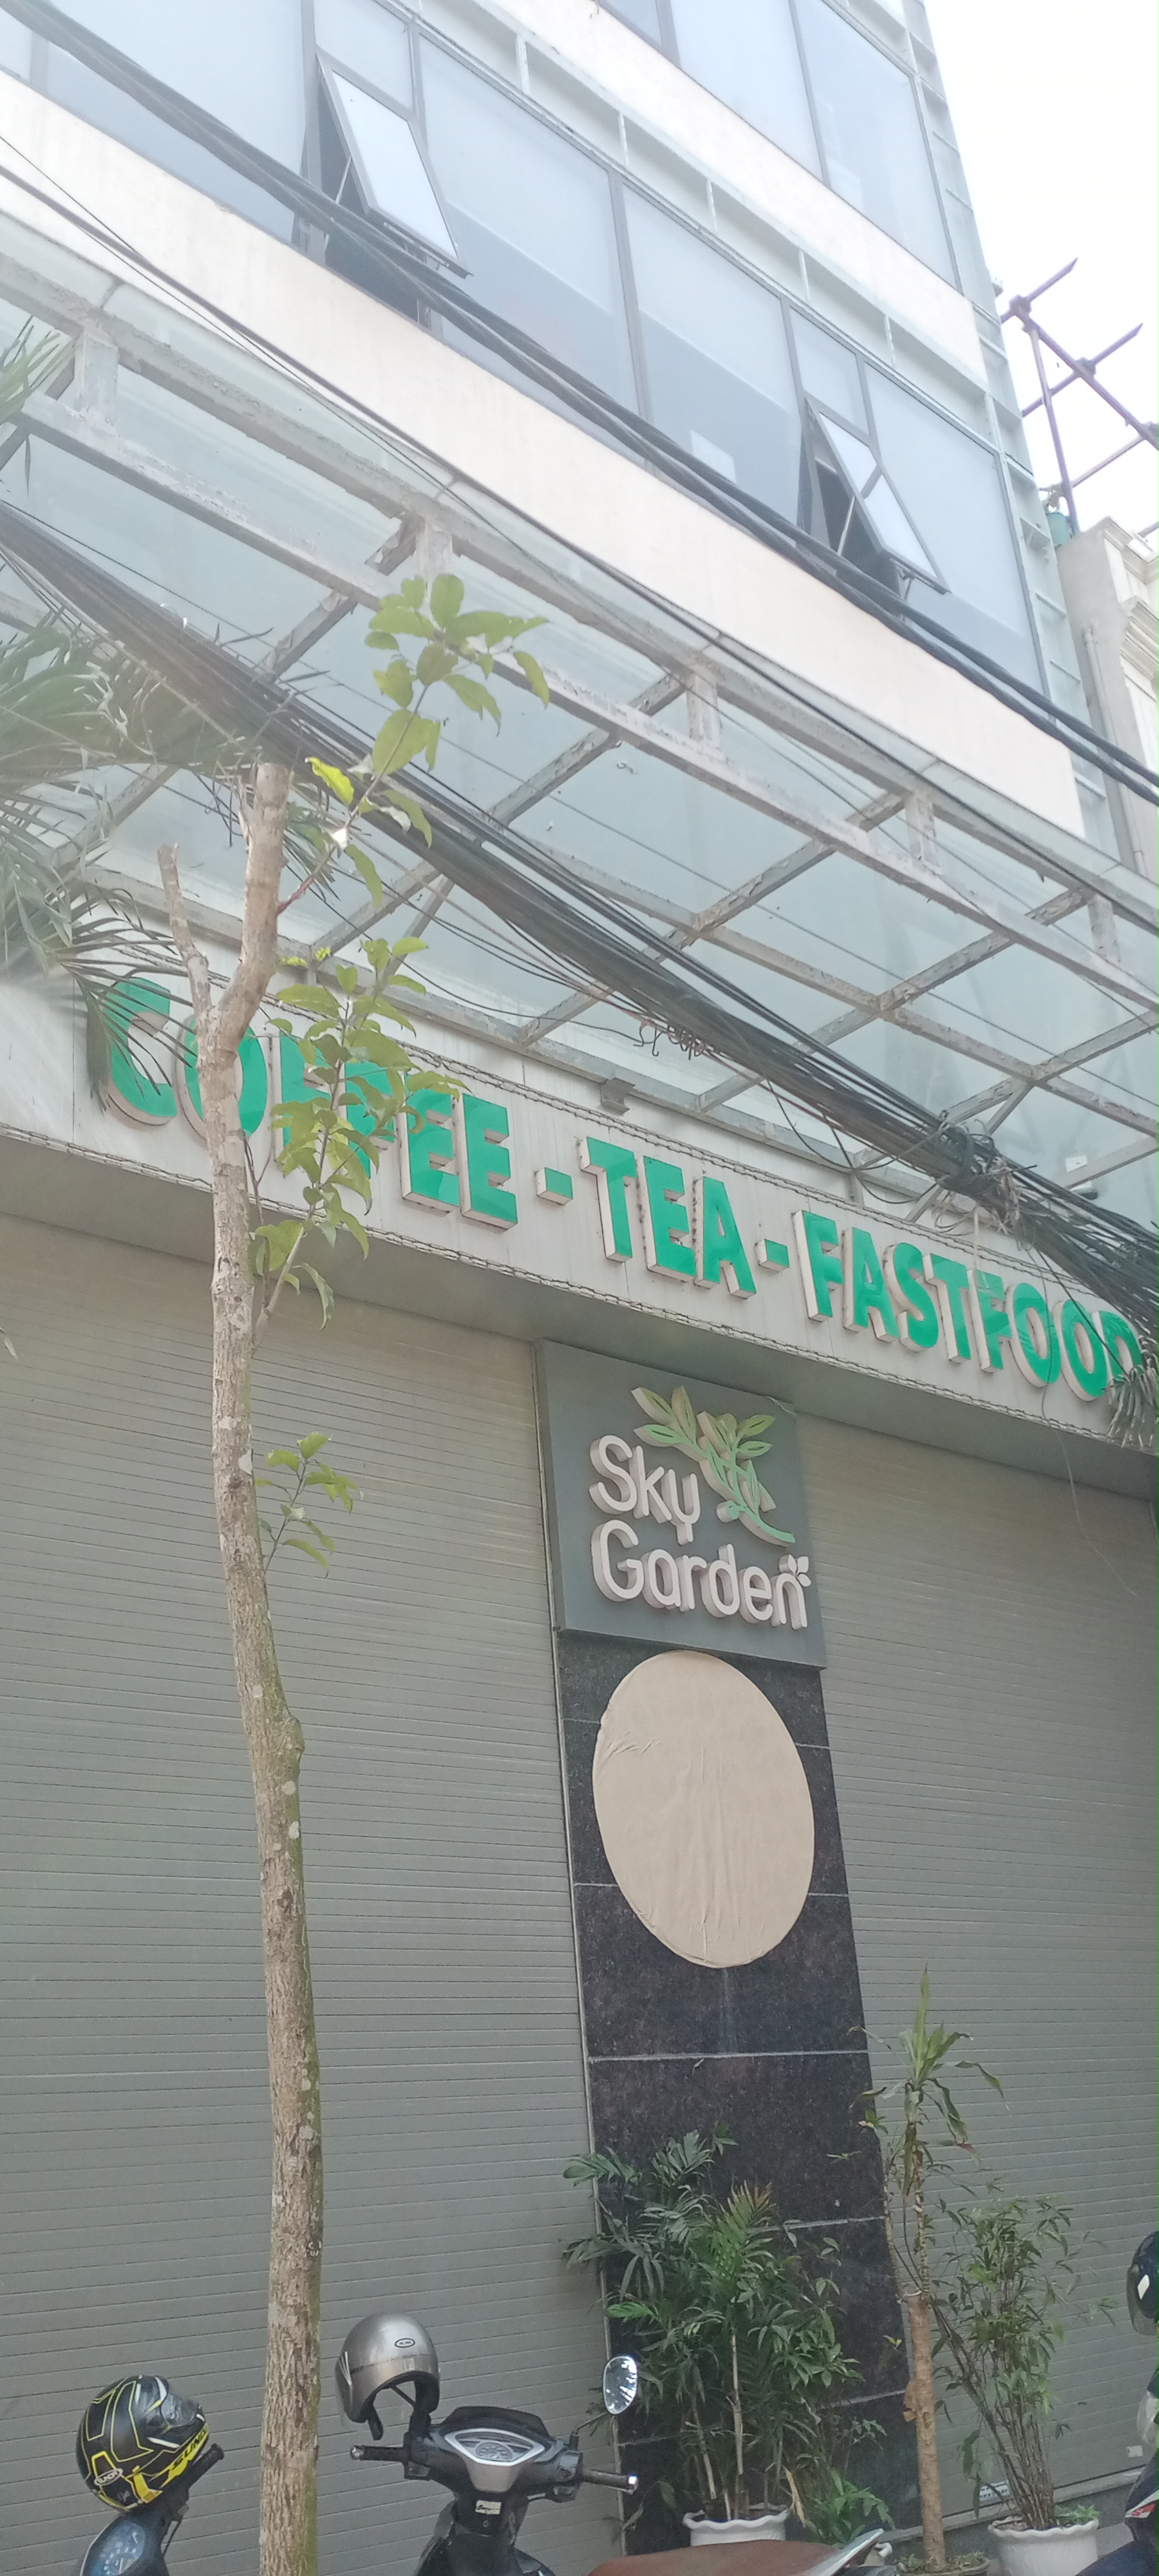 COFFEE - TEA - FASTFOOD
Sky
Garden